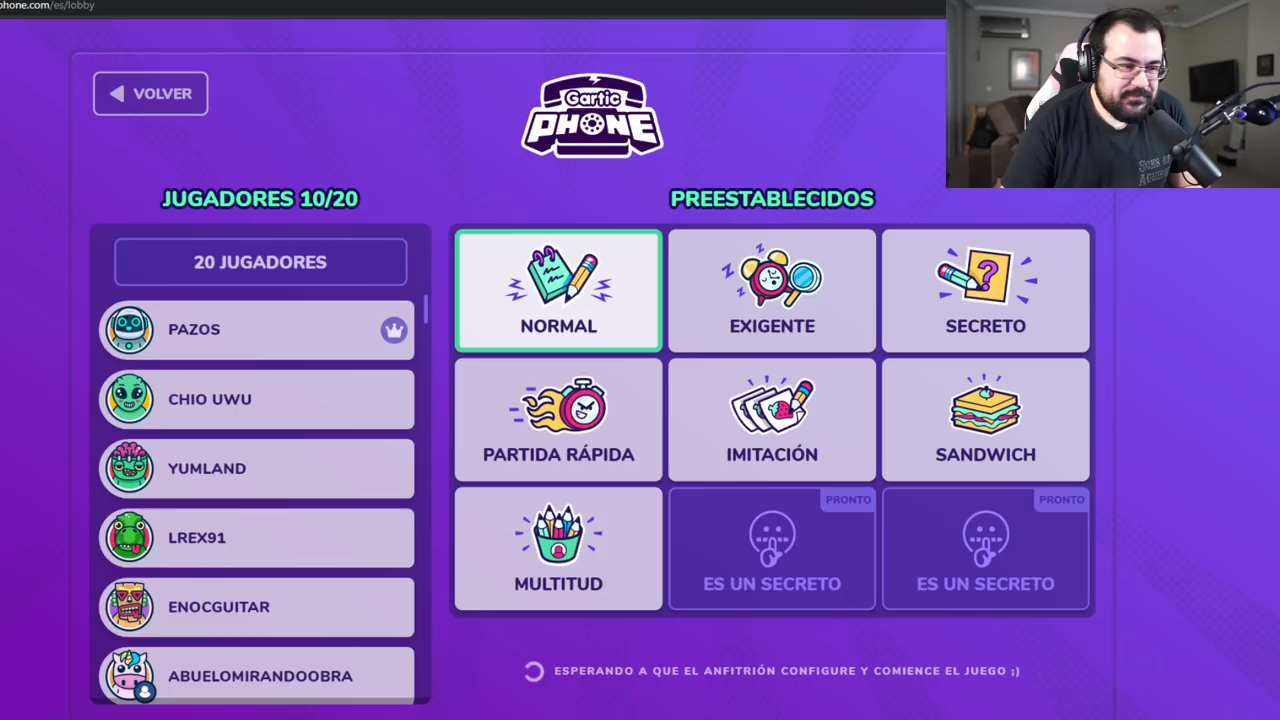 phone.com/es/lobby
VOLVER
Gartic
PHONE
JUGADORES 10/20
20 JUGADORES
PAZOS
CHIO UWU
YUMLAND
LREX91
ENOCGUITAR
ABUELOMIRANDOOBRA
PREESTABLECIDOS
NORMAL
EXIGENTE
SECRETO
PARTIDA RÁPIDA
IMITACIÓN
SANDWICH
MULTITUD
PRONTO
ES UN SECRETO
PRONTO
ES UN SECRETO
ESPERANDO A QUE EL ANFITRIÓN CONFIGURE Y COMIENCE EL JUEGO ;)